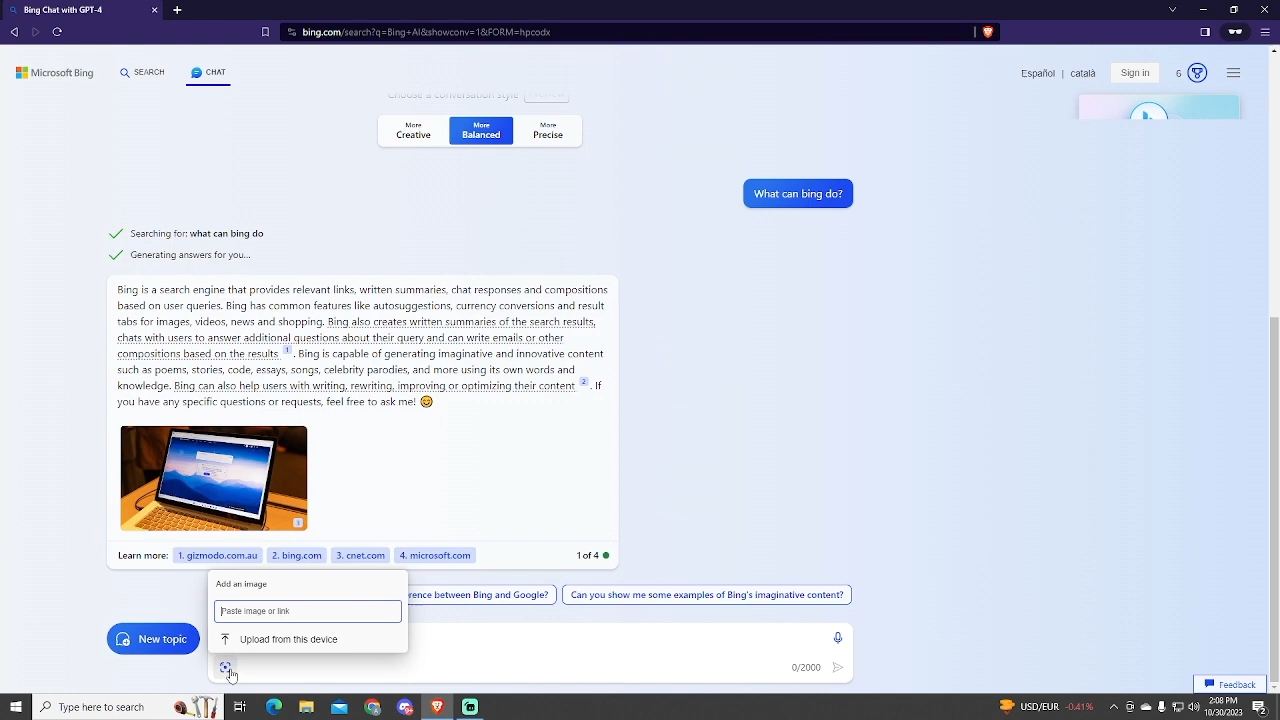 Bing Chat with GPT-4
bing.com/search?q=Bing+AI&showconv=1&FORM=hpcodx
Microsoft Bing
SEARCH
CHAT
Español | català
Sign in
6
Choose a conversation style
More Creative
More Balanced
More Precise
What can bing do?
Searching for: what can bing do
Generating answers for you...
Bing is a search engine that provides relevant links, written summaries, chat responses and compositions
based on user queries. Bing has common features like autosuggestions, currency conversions and result
tabs for images, videos, news and shopping. Bing also creates written summaries of the search results,
chats with users to answer additional questions about their query and can write emails or other
compositions based on the results 1. Bing is capable of generating imaginative and innovative content
such as poems, stories, code, essays, songs, celebrity parodies, and more using its own words and
knowledge. Bing can also help users with writing, rewriting, improving or optimizing their content 2. If
you have any specific questions or requests, feel free to ask me! 😊
Learn more: 1. gizmodo.com.au 2. bing.com 3. cnet.com 4. microsoft.com 1 of 4
Add an image
Paste image or link
Upload from this device
rence between Bing and Google?
Can you show me some examples of Bing's imaginative content?
New topic
0/2000
Feedback
Type here to search
USD/EUR -0.41%
2:08 PM
10/30/2023